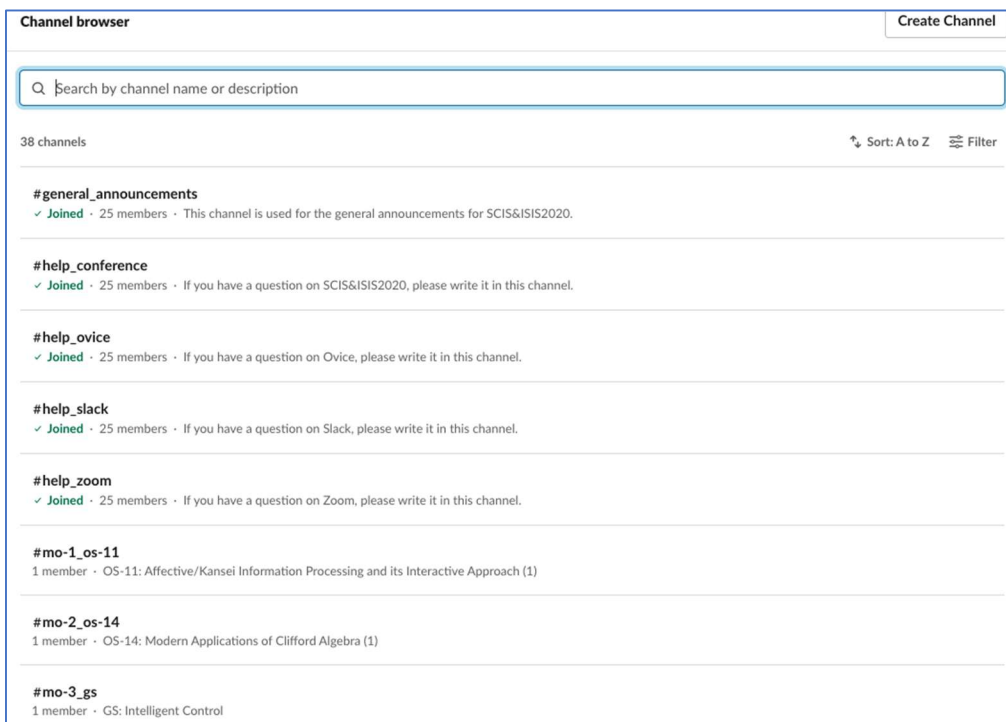 Channel browser
Create Channel
Search by channel name or description
38 channels
Sort: A to Z
Filter
#general_announcements
✓ Joined · 25 members · This channel is used for the general announcements for SCIS&ISIS2020.
#help_conference
✓ Joined · 25 members · If you have a question on SCIS&ISIS2020, please write it in this channel.
#help_ovice
✓ Joined · 25 members · If you have a question on Ovice, please write it in this channel.
#help_slack
✓ Joined · 25 members · If you have a question on Slack, please write it in this channel.
#help_zoom
✓ Joined · 25 members · If you have a question on Zoom, please write it in this channel.
#mo-1_os-11
1 member · OS-11: Affective/Kansei Information Processing and its Interactive Approach (1)
#mo-2_os-14
1 member · OS-14: Modern Applications of Clifford Algebra (1)
#mo-3_gs
1 member · GS: Intelligent Control